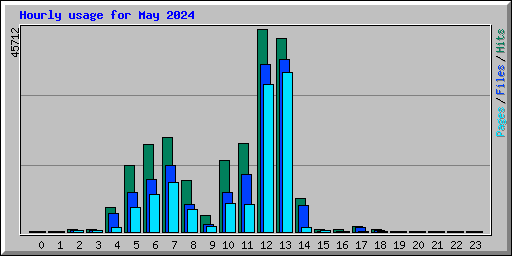 Hourly usage for May 2024
45712
Pages/Files/Hits
0 1 2 3 4 5 6 7 8 9 10 11 12 13 14 15 16 17 18 19 20 21 22 23